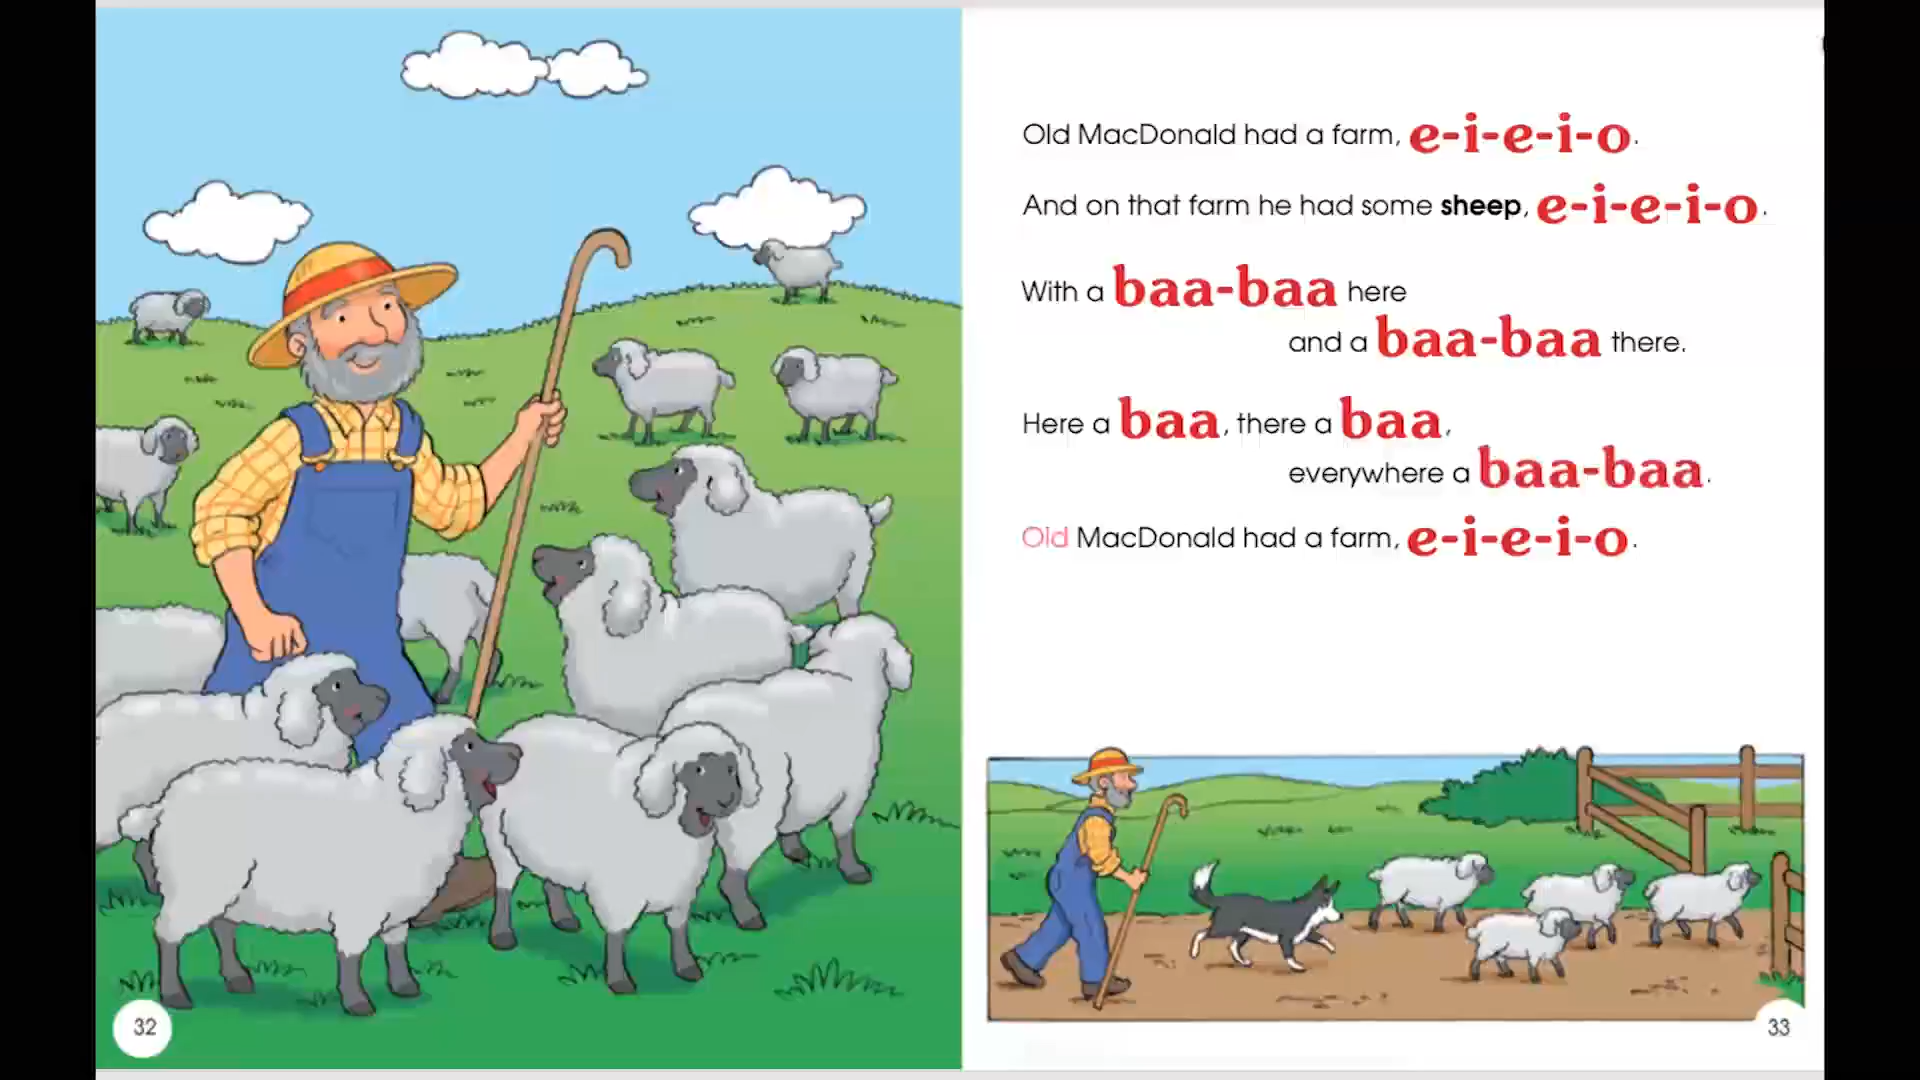 Old MacDonald had a farm, e-i-e-i-o.
And on that farm he had some sheep, e-i-e-i-o.
With a baa-baa here
and a baa-baa there.
Here a baa, there a baa,
everywhere a baa-baa.
Old MacDonald had a farm, e-i-e-i-o.
32
33